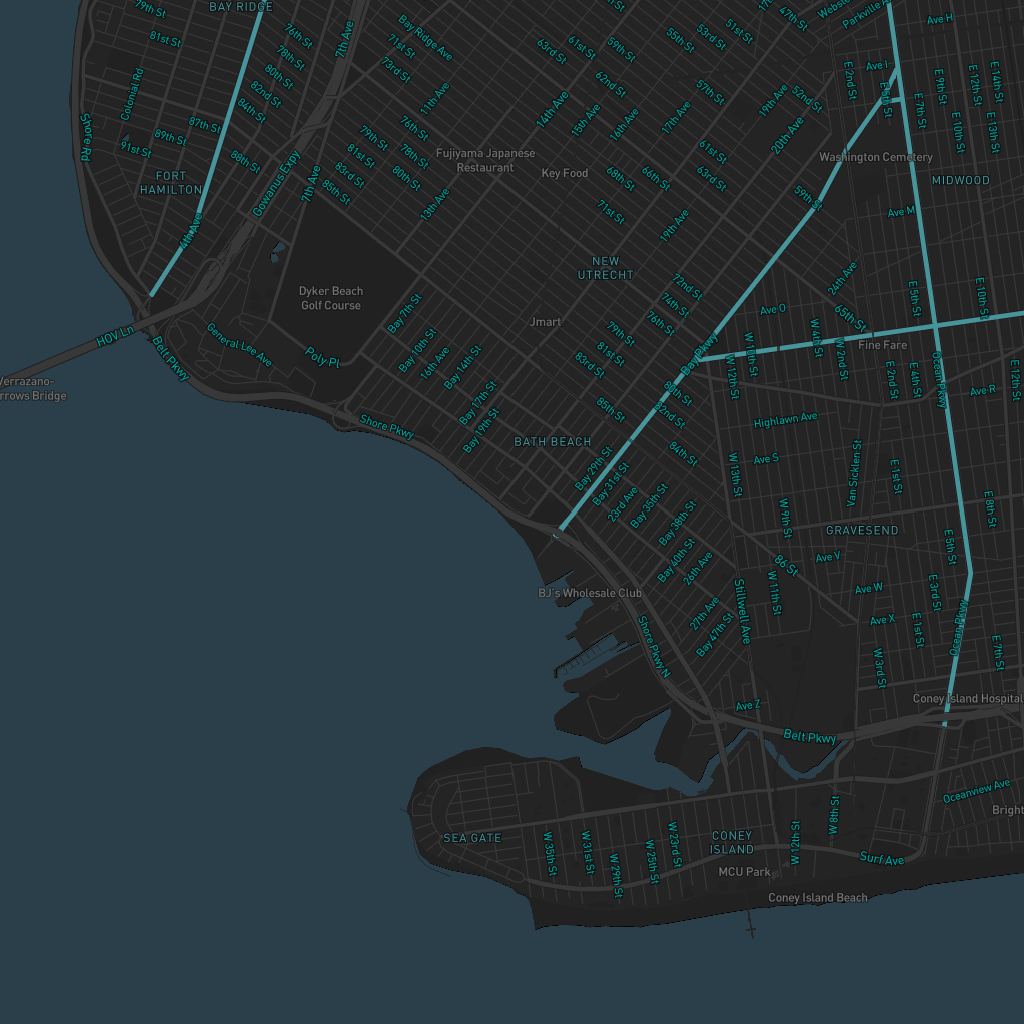 79th St
BAY RIDGE
76th St
7th Ave
Bay Ridge Ave
63rd St
61st St
59th St
55th St
53rd St
51st St
17th
47th St
Webste
Parkville A
Ave H
81st St
78th St
71st St
80th St
73rd St
62nd St
57th St
Ave I
E 2nd St
E 5th St
E 9th St
E 12th St
E 14th St
Colonial Rd
82nd St
84th St
11th Ave
14th Ave
15th Ave
16th Ave
17th Ave
19th Ave
52nd St
E 7th St
E 10th St
E 13th St
Shore Rd
87th St
89th St
91st St
88th St
79th St
76th St
81st St
78th St
83rd St
80th St
85th St
20th Ave
61st St
Fujiyama Japanese
Restaurant
Key Food
Washington Cemetery
68th St
66th St
63rd St
FORT
HAMILTON
Gowanus Expy
7th Ave
13th Ave
MIDWOOD
59th St
71st St
19th Ave
Ave M
4th Ave
NEW
UTRECHT
72nd St
24th Ave
E 5th St
E 10th St
Dyker Beach
Golf Course
Bay 7th St
74th St
76th St
Ave O
65th St
HOV Ln
Belt Pkwy
General Lee Ave
Poly Pl
Jmart
79th St
81st St
83rd St
Bay 10th St
16th Ave
Bay 14th St
Bay Pkwy
W 10th St
W 4th St
W 2nd St
Fine Fare
Verrazano-
arrows Bridge
Bay 17th St
Bay 19th St
85th St
80th St
82nd St
W 12th St
E 2nd St
E 4th St
Ocean Pkwy
Ave R
E 12th St
Shore Pkwy
Highlawn Ave
BATH BEACH
84th St
Ave S
W 13th St
Van Sicklen St
E 1st St
Bay 29th St
Bay 31st St
23rd Ave
Bay 35th St
Bay 38th St
W 9th St
E 8th St
GRAVESEND
E 5th St
Bay 40th St
26th Ave
86 St
Ave V
BJ's Wholesale Club
Stillwell Ave
W 11th St
Ave W
E 3rd St
27th Ave
Bay 47th St
Ave X
E 1st St
Ocean Pkwy
E 7th St
Shore Pkwy N
W 3rd St
Ave Z
Coney Island Hospital
Belt Pkwy
Oceanview Ave
Bright
SEA GATE
W 35th St
W 31st St
W 29th St
W 25th St
W 23rd St
CONEY
ISLAND
W 12th St
W 8th St
Surf Ave
MCU Park
Coney Island Beach